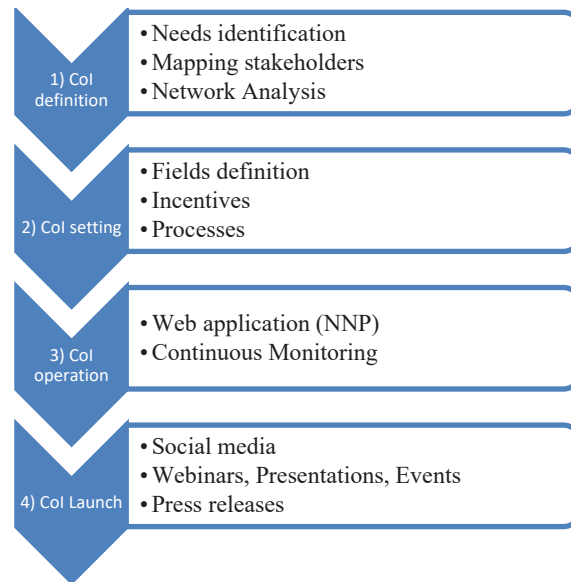 1) CoI
definition
• Needs identification
• Mapping stakeholders
• Network Analysis
2) CoI setting
• Fields definition
• Incentives
• Processes
3) CoI
operation
• Web application (NNP)
• Continuous Monitoring
4) CoI Launch
• Social media
• Webinars, Presentations, Events
• Press releases